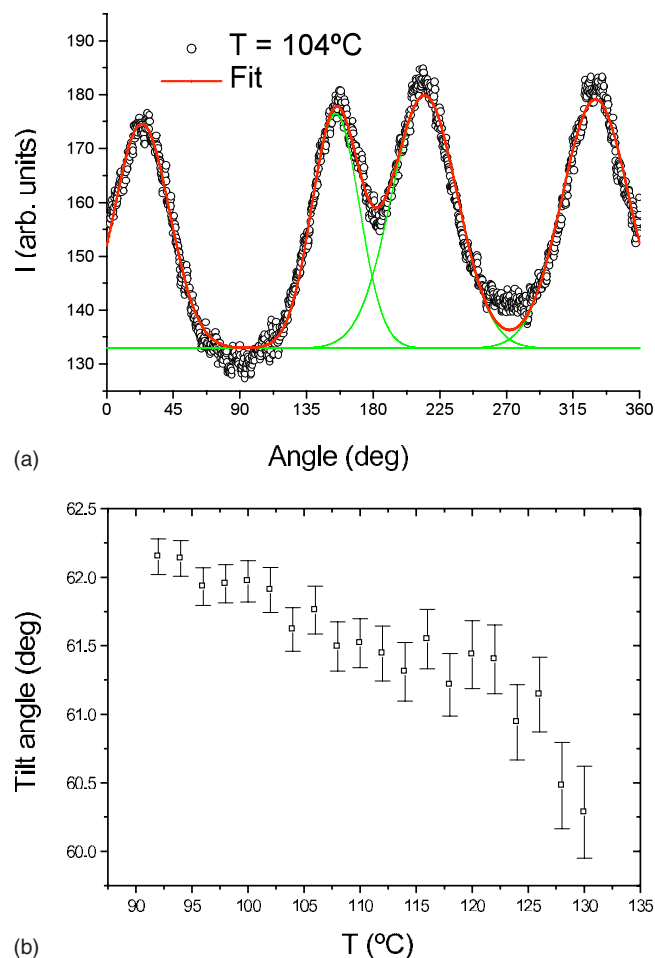 195
190
180
170
160
150
140
130
I (arb. units)
T = 104ºC
Fit
0 45 90 135 180 225 270 315 360
(a)
Angle (deg)
62.5
62.0
61.5
61.0
60.5
60.0
Tilt angle (deg)
90 95 100 105 110 115 120 125 130 135
(b)
T (ºC)